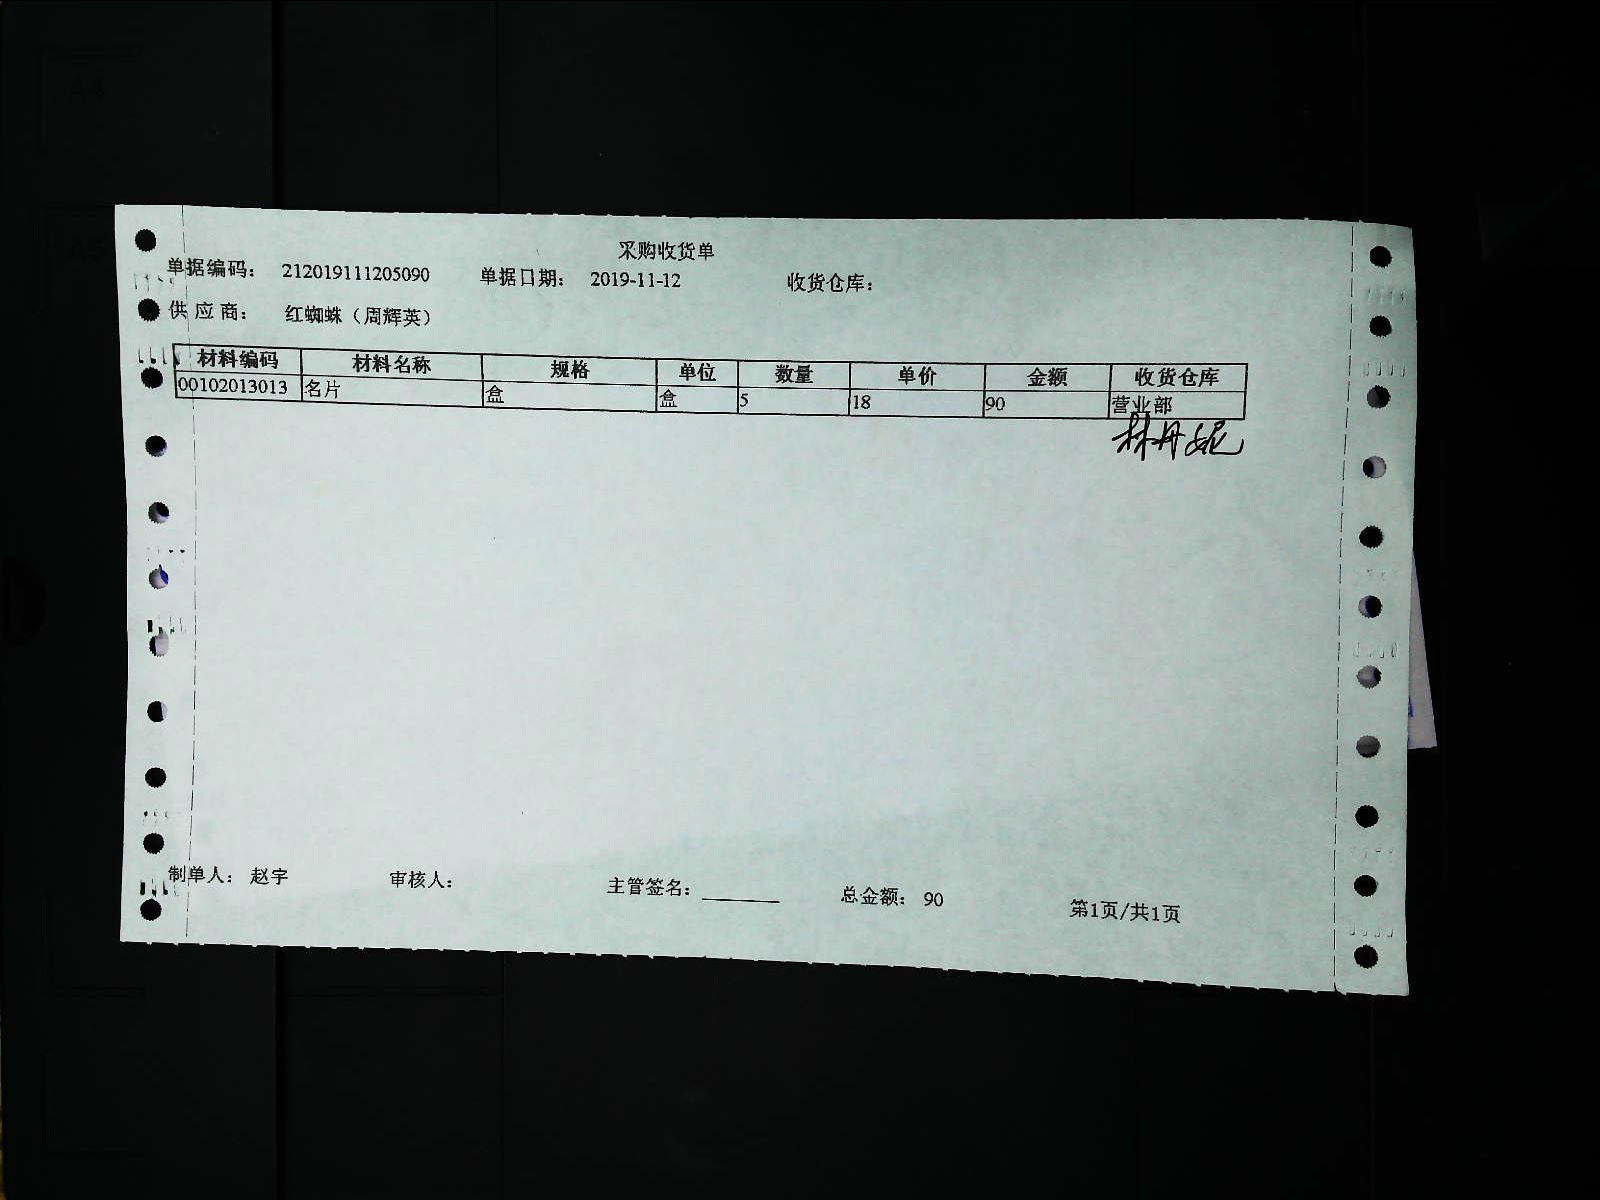 采购收货单
单据编码： 212019111205090 单据日期： 2019-11-12 收货仓库：
供 应 商： 红蜘蛛（周辉英）
材料编码 材料名称 规格 单位 数量 单价 金额 收货仓库
00102013013 名片 盒 盒 5 18 90 营业部
林丹妮
制单人： 赵宇 审核人： 主管签名： 总金额： 90 第1页/共1页